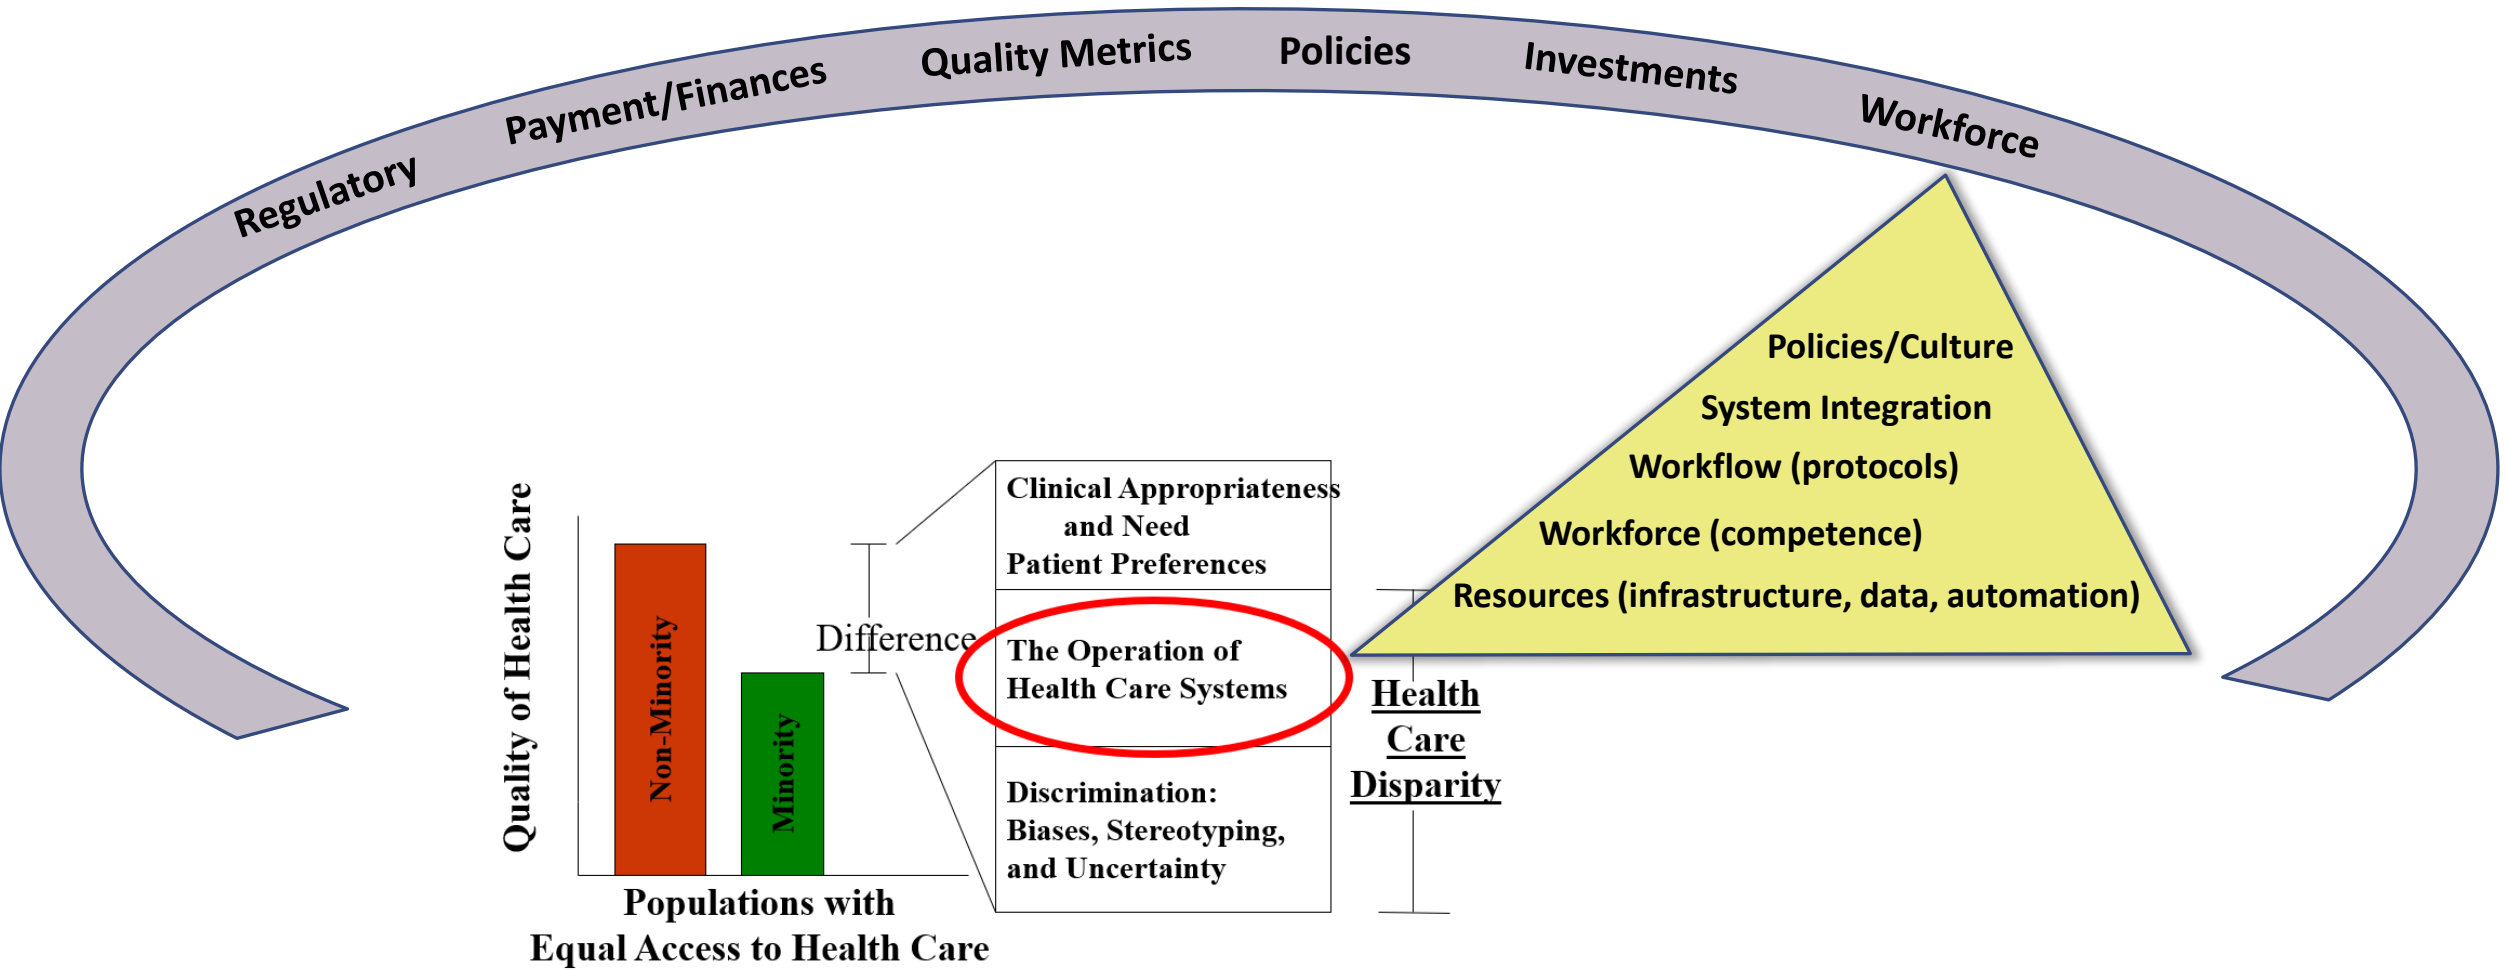 Regulatory
Payment/Finances
Quality Metrics
Policies
Investments
Workforce
Policies/Culture
System Integration
Workflow (protocols)
Workforce (competence)
Resources (infrastructure, data, automation)
Quality of Health Care
Non-Minority
Minority
Difference
Populations with
Equal Access to Health Care
Clinical Appropriateness
and Need
Patient Preferences
The Operation of
Health Care Systems
Discrimination:
Biases, Stereotyping,
and Uncertainty
Health
Care
Disparity